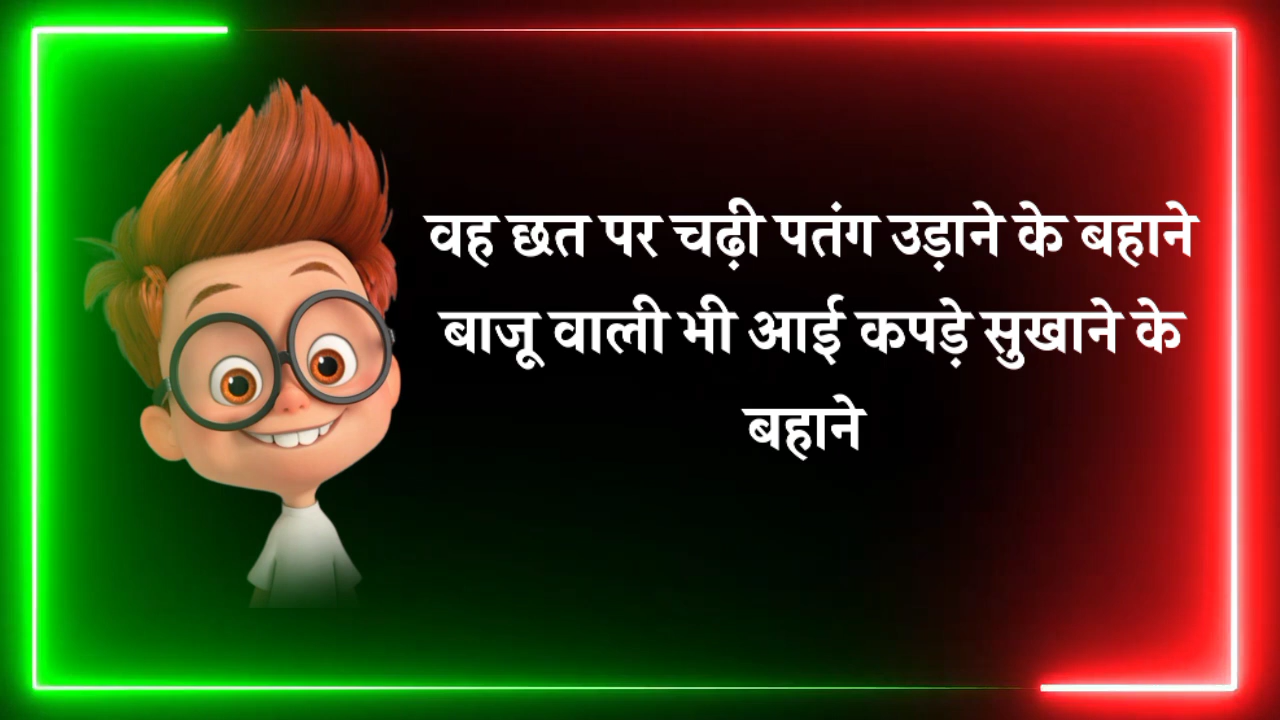 वह छत पर चढ़ी पतंग उड़ाने के बहाने
बाजू वाली भी आई कपड़े सुखाने के
बहाने